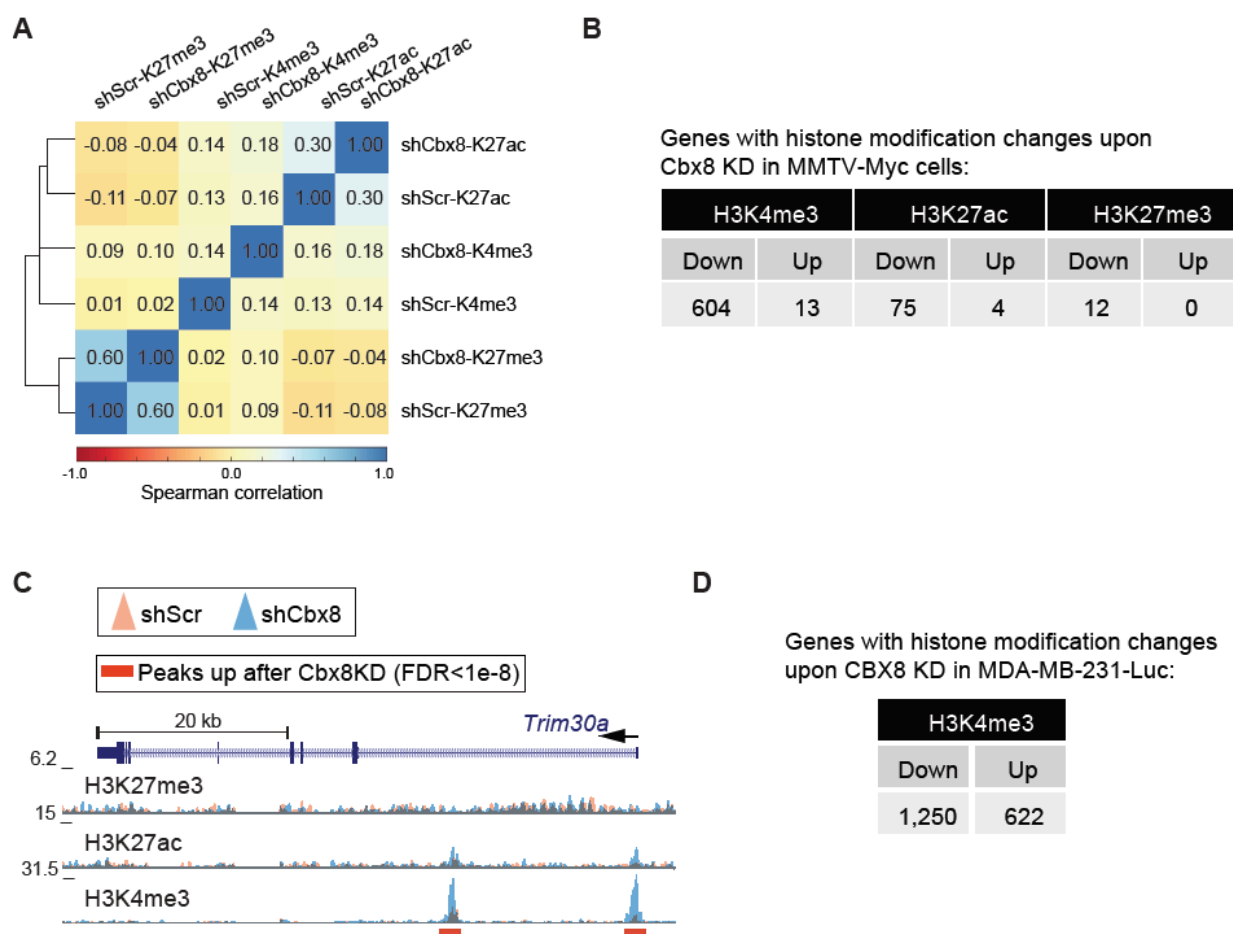 A
shScr-K27me3
shCbx8-K27me3
shScr-K4me3
shCbx8-K4me3
shScr-K27ac
shCbx8-K27ac
-0.08 -0.04 0.14 0.18 0.30 1.00 shCbx8-K27ac
-0.11 -0.07 0.13 0.16 1.00 0.30 shScr-K27ac
0.09 0.10 0.14 1.00 0.16 0.18 shCbx8-K4me3
0.01 0.02 1.00 0.14 0.13 0.14 shScr-K4me3
0.60 1.00 0.02 0.10 -0.07 -0.04 shCbx8-K27me3
1.00 0.60 0.01 0.09 -0.11 -0.08 shScr-K27me3
-1.0 0.0 1.0
Spearman correlation
B
Genes with histone modification changes upon
Cbx8 KD in MMTV-Myc cells:
H3K4me3 H3K27ac H3K27me3
Down Up Down Up Down Up
604 13 75 4 12 0
C
shScr shCbx8
Peaks up after Cbx8KD (FDR<1e-8)
20 kb
Trim30a
6.2
H3K27me3
15
H3K27ac
31.5
H3K4me3
D
Genes with histone modification changes
upon CBX8 KD in MDA-MB-231-Luc:
H3K4me3
Down Up
1,250 622